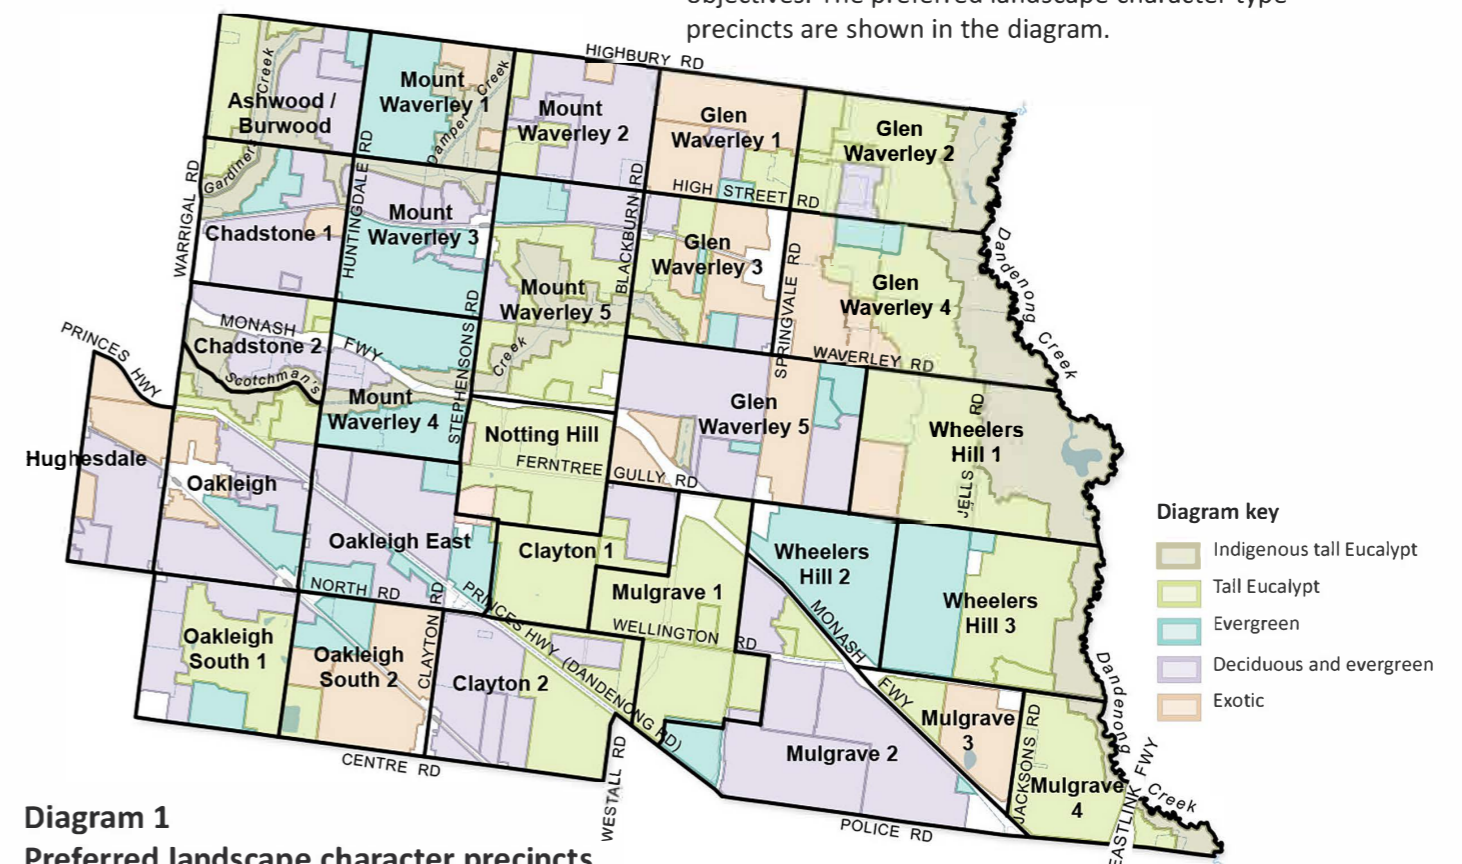 objectives. The preferred landscape character type
precincts are shown in the diagram.
HIGHBURY RD
Creek
Ashwood /
Burwood
Mount
Waverley 1
Damper Creek
Mount
Waverley 2
Glen
Waverley 1
Glen
Waverley 2
Gardiners
WARRIGAL RD
HUNTINGDALE RD
BLACKBURN RD
HIGH STREET RD
Chadstone 1
Mount
Waverley 3
Glen
Waverley 3
SPRINGVALE RD
Glen
Waverley 4
Dandenong Creek
Mount
Waverley 5
Creek
STEPHENSONS RD
MONASH FWY
Chadstone 2
Scotchman's
PRINCES HWY
WAVERLEY RD
Mount
Waverley 4
Glen
Waverley 5
Wheelers
Hill 1
JELLS RD
Notting Hill
FERNTREE GULLY RD
Hughesdale
Oakleigh
Oakleigh East
Clayton 1
Wheelers
Hill 2
Wheelers
Hill 3
NORTH RD
CLAYTON RD
PRINCES HWY (DANDENONG RD)
Mulgrave 1
WELLINGTON RD
MONASH FWY
Oakleigh
South 1
Oakleigh
South 2
Clayton 2
Mulgrave 2
Mulgrave
3
JACKSONS RD
Mulgrave
4
Dandenong Creek
EASTLINK FWY
CENTRE RD
WESTALL RD
POLICE RD
Diagram key
Indigenous tall Eucalypt
Tall Eucalypt
Evergreen
Deciduous and evergreen
Exotic
Diagram 1
Preferred landscape character precincts